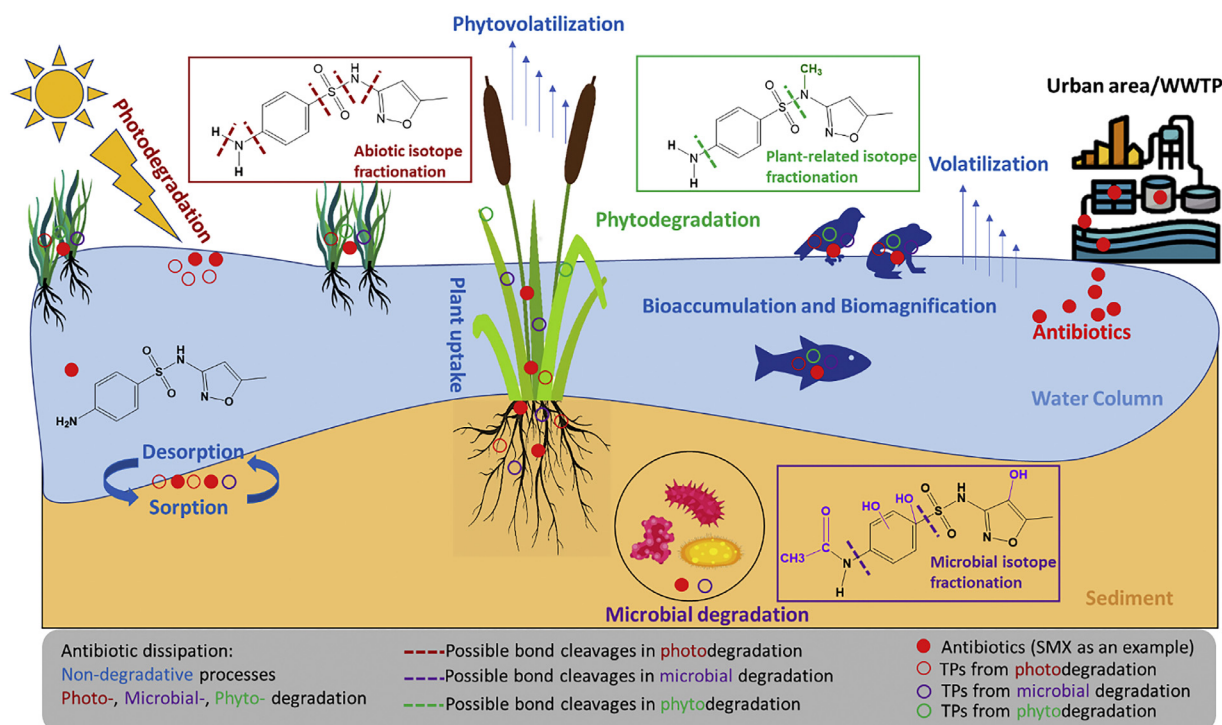 Phytovolatilization
Photodegradation
O
O
S
NH
N
O
H
N
H
Abiotic isotope
fractionation
CH₃
O
O
S
N
N
O
H
N
H
Plant-related isotope
fractionation
Urban area/WWTP
Volatilization
Phytodegradation
Plant uptake
Bioaccumulation and Biomagnification
Antibiotics
Water Column
O
H
N
S
O
N
O
H₂N
Desorption
Sorption
OH
HO
HO
O
H
N
S
O
N
O
O
C
CH3
N
H
Microbial isotope
fractionation
Microbial degradation
Sediment
Antibiotic dissipation:
Non-degradative processes
Photo-, Microbial-, Phyto- degradation
Possible bond cleavages in photodegradation
Possible bond cleavages in microbial degradation
Possible bond cleavages in phytodegradation
Antibiotics (SMX as an example)
TPs from photodegradation
TPs from microbial degradation
TPs from phytodegradation